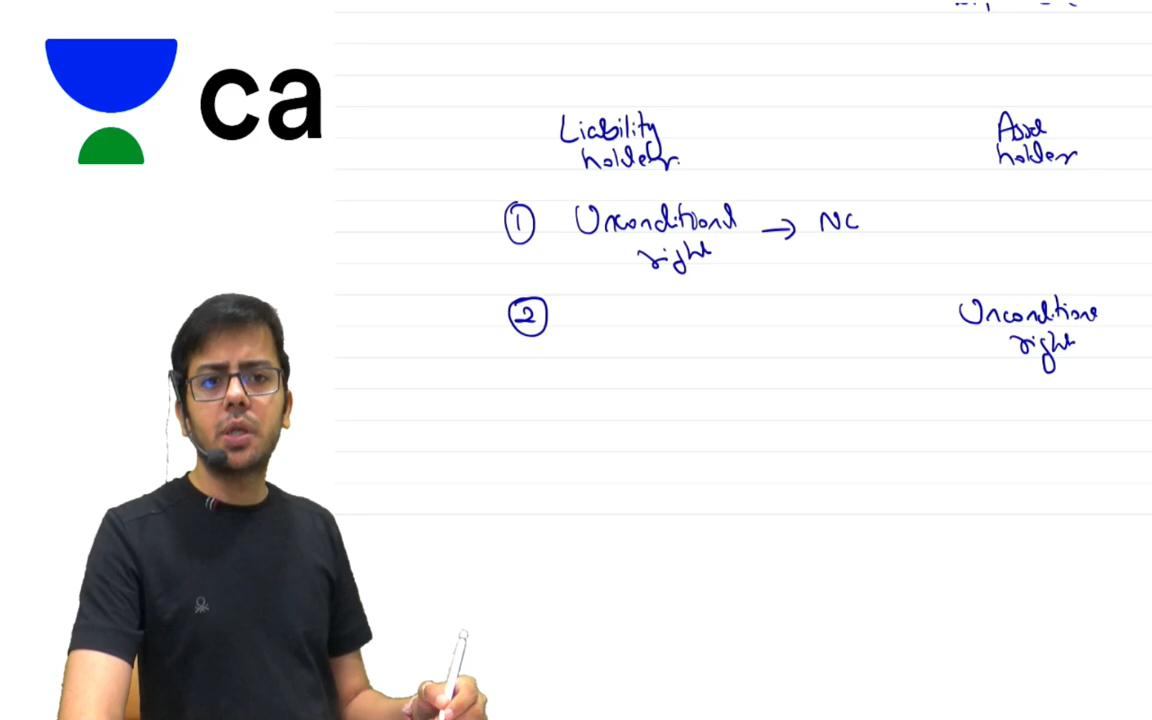 ca
Liability
holder.
Asset
holder
① Unconditional → NC
right
② Unconditional
right